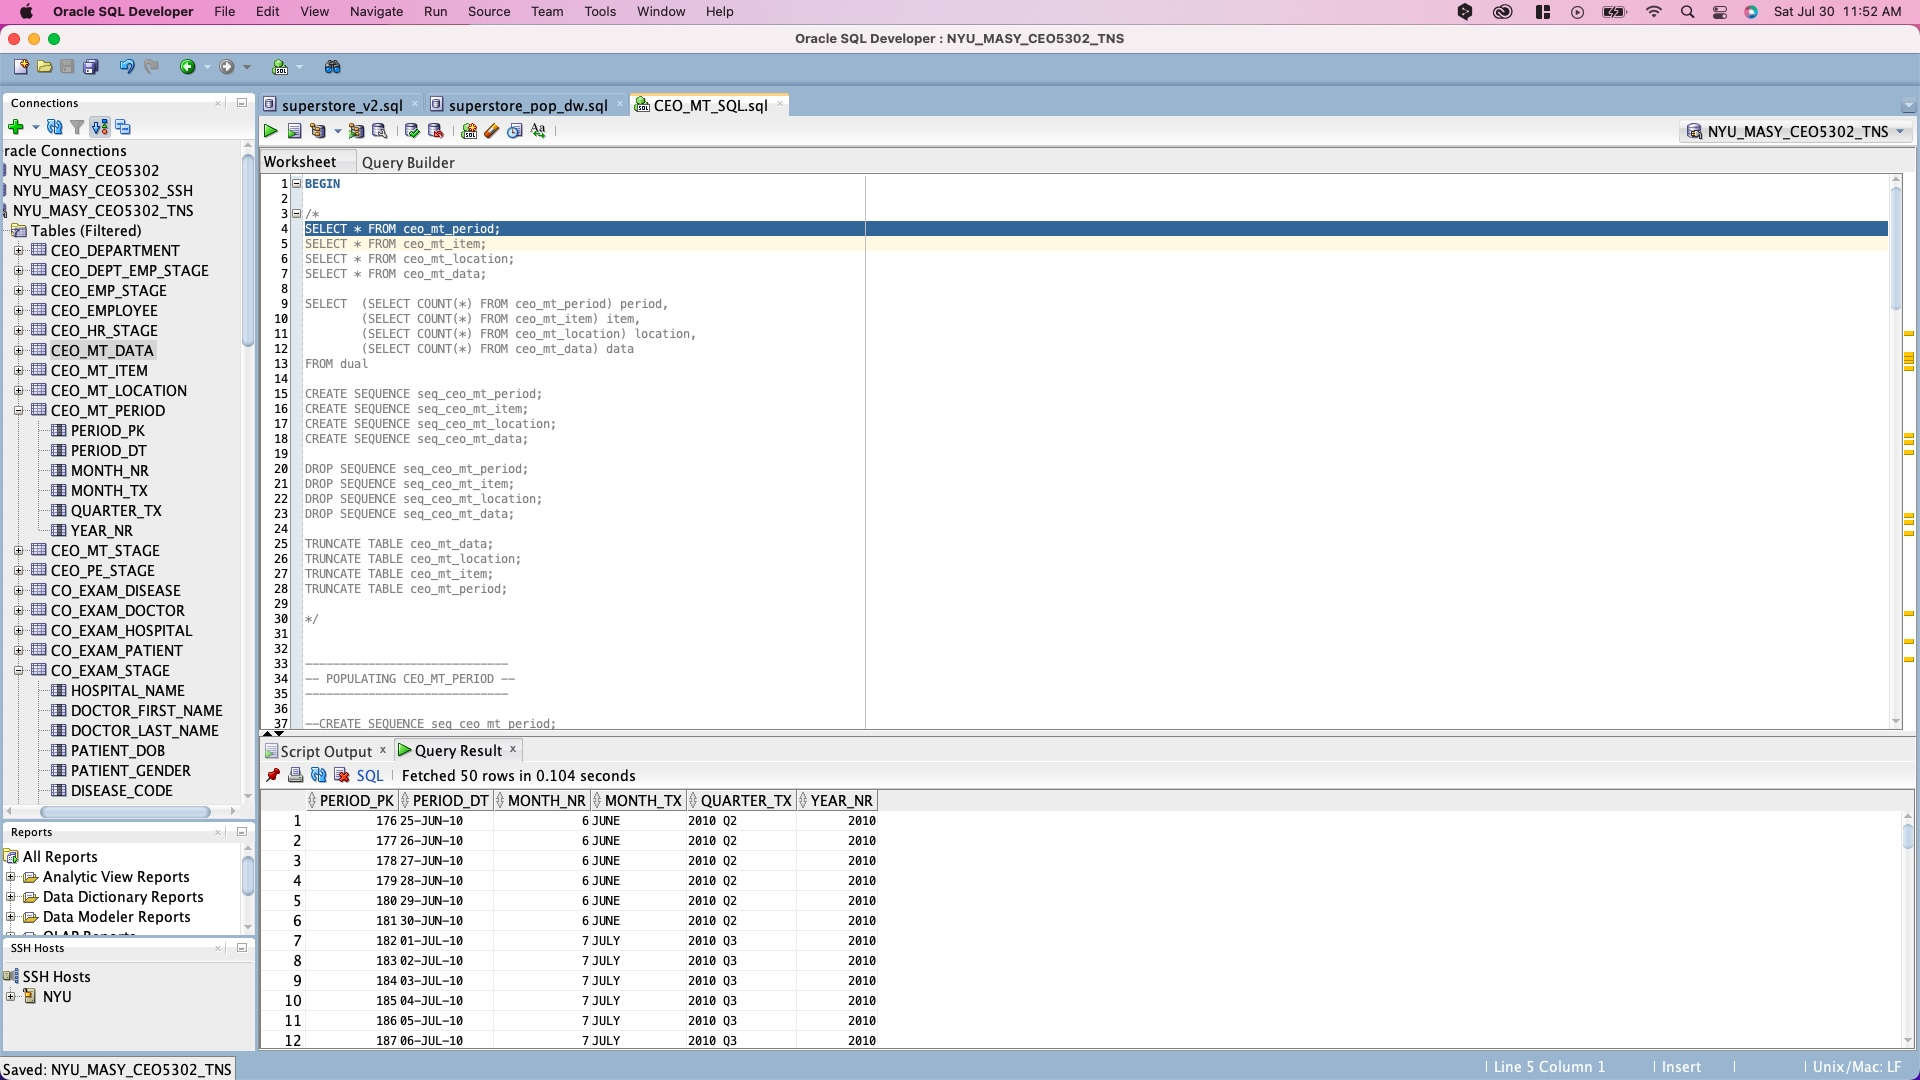 Oracle SQL Developer File Edit View Navigate Run Source Team Tools Window Help Sat Jul 30 11:52 AM
Oracle SQL Developer : NYU_MASY_CEO5302_TNS
Connections
racle Connections
NYU_MASY_CEO5302
NYU_MASY_CEO5302_SSH
NYU_MASY_CEO5302_TNS
Tables (Filtered)
CEO_DEPARTMENT
CEO_DEPT_EMP_STAGE
CEO_EMP_STAGE
CEO_EMPLOYEE
CEO_HR_STAGE
CEO_MT_DATA
CEO_MT_ITEM
CEO_MT_LOCATION
CEO_MT_PERIOD
PERIOD_PK
PERIOD_DT
MONTH_NR
MONTH_TX
QUARTER_TX
YEAR_NR
CEO_MT_STAGE
CEO_PE_STAGE
CO_EXAM_DISEASE
CO_EXAM_DOCTOR
CO_EXAM_HOSPITAL
CO_EXAM_PATIENT
CO_EXAM_STAGE
HOSPITAL_NAME
DOCTOR_FIRST_NAME
DOCTOR_LAST_NAME
PATIENT_DOB
PATIENT_GENDER
DISEASE_CODE
Reports
All Reports
Analytic View Reports
Data Dictionary Reports
Data Modeler Reports
OLAP Reports
SSH Hosts
SSH Hosts
NYU
superstore_v2.sql superstore_pop_dw.sql CEO_MT_SQL.sql
Aa NYU_MASY_CEO5302_TNS
Worksheet Query Builder
1 BEGIN
2
3 /*
4 SELECT * FROM ceo_mt_period;
5 SELECT * FROM ceo_mt_item;
6 SELECT * FROM ceo_mt_location;
7 SELECT * FROM ceo_mt_data;
8
9 SELECT (SELECT COUNT(*) FROM ceo_mt_period) period,
10 (SELECT COUNT(*) FROM ceo_mt_item) item,
11 (SELECT COUNT(*) FROM ceo_mt_location) location,
12 (SELECT COUNT(*) FROM ceo_mt_data) data
13 FROM dual
14
15 CREATE SEQUENCE seq_ceo_mt_period;
16 CREATE SEQUENCE seq_ceo_mt_item;
17 CREATE SEQUENCE seq_ceo_mt_location;
18 CREATE SEQUENCE seq_ceo_mt_data;
19
20 DROP SEQUENCE seq_ceo_mt_period;
21 DROP SEQUENCE seq_ceo_mt_item;
22 DROP SEQUENCE seq_ceo_mt_location;
23 DROP SEQUENCE seq_ceo_mt_data;
24
25 TRUNCATE TABLE ceo_mt_data;
26 TRUNCATE TABLE ceo_mt_location;
27 TRUNCATE TABLE ceo_mt_item;
28 TRUNCATE TABLE ceo_mt_period;
29
30 */
31
32
33 -----------------------------
34 -- POPULATING CEO_MT_PERIOD --
35 -----------------------------
36
37 --CREATE SEQUENCE seq_ceo_mt_period;
Script Output Query Result
SQL Fetched 50 rows in 0.104 seconds
PERIOD_PK PERIOD_DT MONTH_NR MONTH_TX QUARTER_TX YEAR_NR
1 176 25-JUN-10 6 JUNE 2010 Q2 2010
2 177 26-JUN-10 6 JUNE 2010 Q2 2010
3 178 27-JUN-10 6 JUNE 2010 Q2 2010
4 179 28-JUN-10 6 JUNE 2010 Q2 2010
5 180 29-JUN-10 6 JUNE 2010 Q2 2010
6 181 30-JUN-10 6 JUNE 2010 Q2 2010
7 182 01-JUL-10 7 JULY 2010 Q3 2010
8 183 02-JUL-10 7 JULY 2010 Q3 2010
9 184 03-JUL-10 7 JULY 2010 Q3 2010
10 185 04-JUL-10 7 JULY 2010 Q3 2010
11 186 05-JUL-10 7 JULY 2010 Q3 2010
12 187 06-JUL-10 7 JULY 2010 Q3 2010
Saved: NYU_MASY_CEO5302_TNS Line 5 Column 1 Insert Unix/Mac: LF